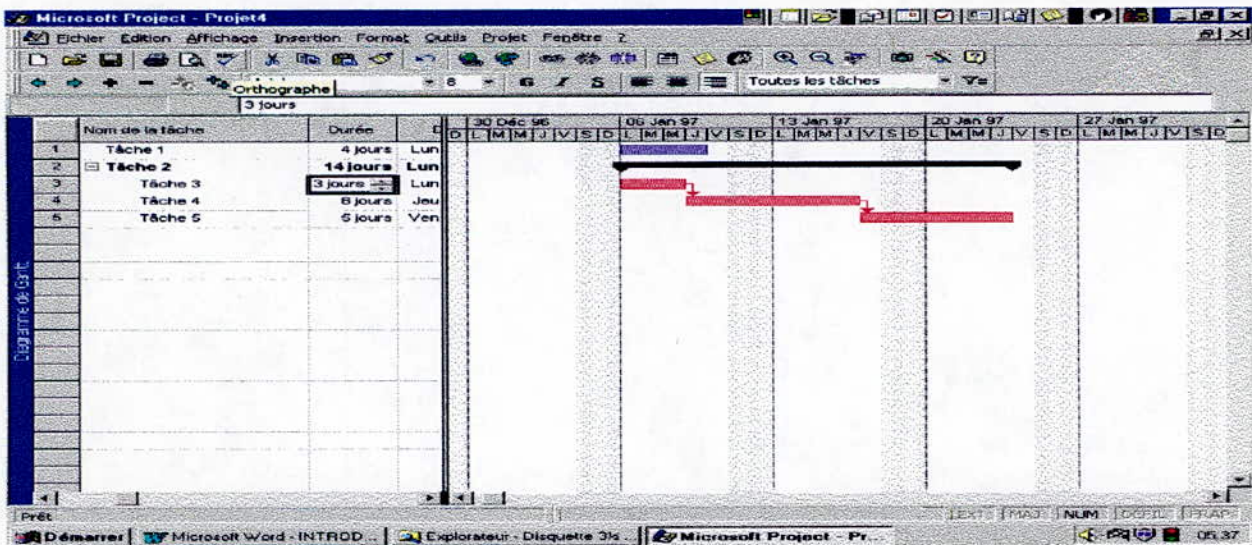 Microsoft Project - Projet4
Fichier Edition Affichage Insertion Format Outils Projet Fenêtre ?
8 G I S Toutes les tâches
Orthographe
3 jours
Nom de la tâche Durée D 30 Déc 96 06 Jan 97 13 Jan 97 20 Jan 97 27 Jan 97
D L M M J V S D L M M J V S D L M M J V S D L M M J V S D L M M J V S D
1 Tâche 1 4 jours Lun
2 Tâche 2 14 jours Lun
3 Tâche 3 3 jours Lun
4 Tâche 4 6 jours Jeu
5 Tâche 5 5 jours Ven
Diagramme de Gantt
Prêt EXT MAJ NUM DEFIL REFRAP
Démarrer Microsoft Word - INTROD... Explorateur - Disquette 3½ ... Microsoft Project - Pr... 05:37